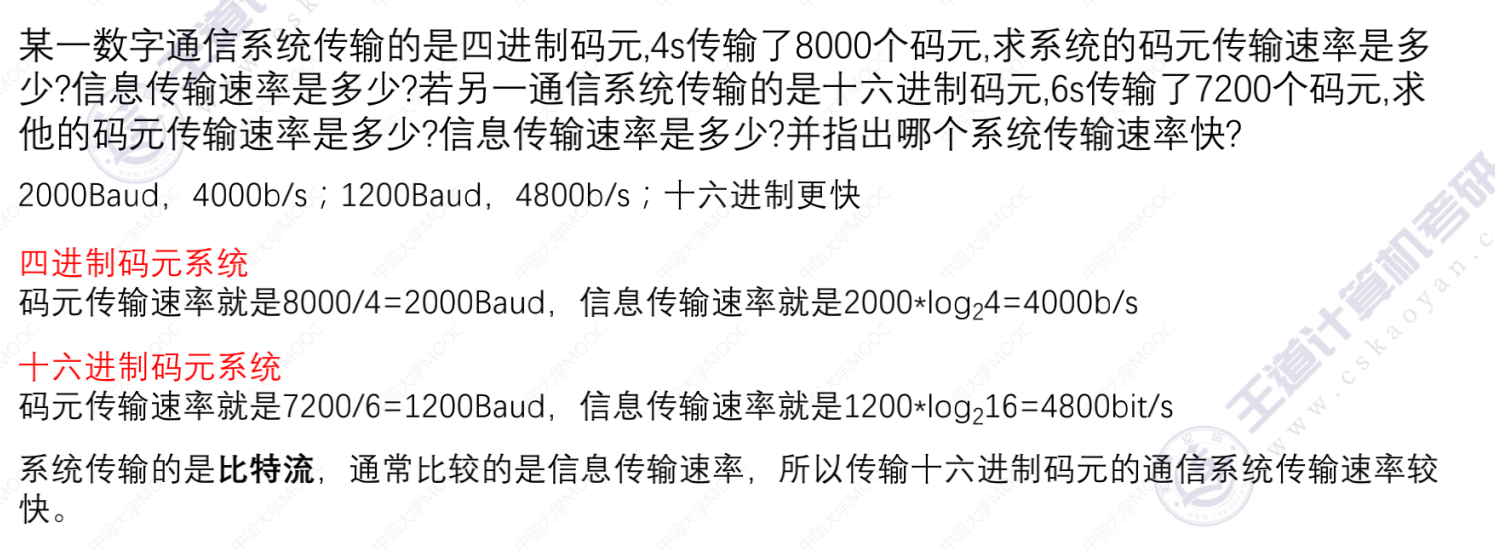 某一数字通信系统传输的是四进制码元,4s传输了8000个码元,求系统的码元传输速率是多
少?信息传输速率是多少?若另一通信系统传输的是十六进制码元,6s传输了7200个码元,求
他的码元传输速率是多少?信息传输速率是多少?并指出哪个系统传输速率快?
2000Baud，4000b/s；1200Baud，4800b/s；十六进制更快
四进制码元系统
码元传输速率就是8000/4=2000Baud，信息传输速率就是2000*log₂4=4000b/s
十六进制码元系统
码元传输速率就是7200/6=1200Baud，信息传输速率就是1200*log₂16=4800bit/s
系统传输的是比特流，通常比较的是信息传输速率，所以传输十六进制码元的通信系统传输速率较
快。
王道计算机考研
www.cskaoyan.c
中国大学MOOC